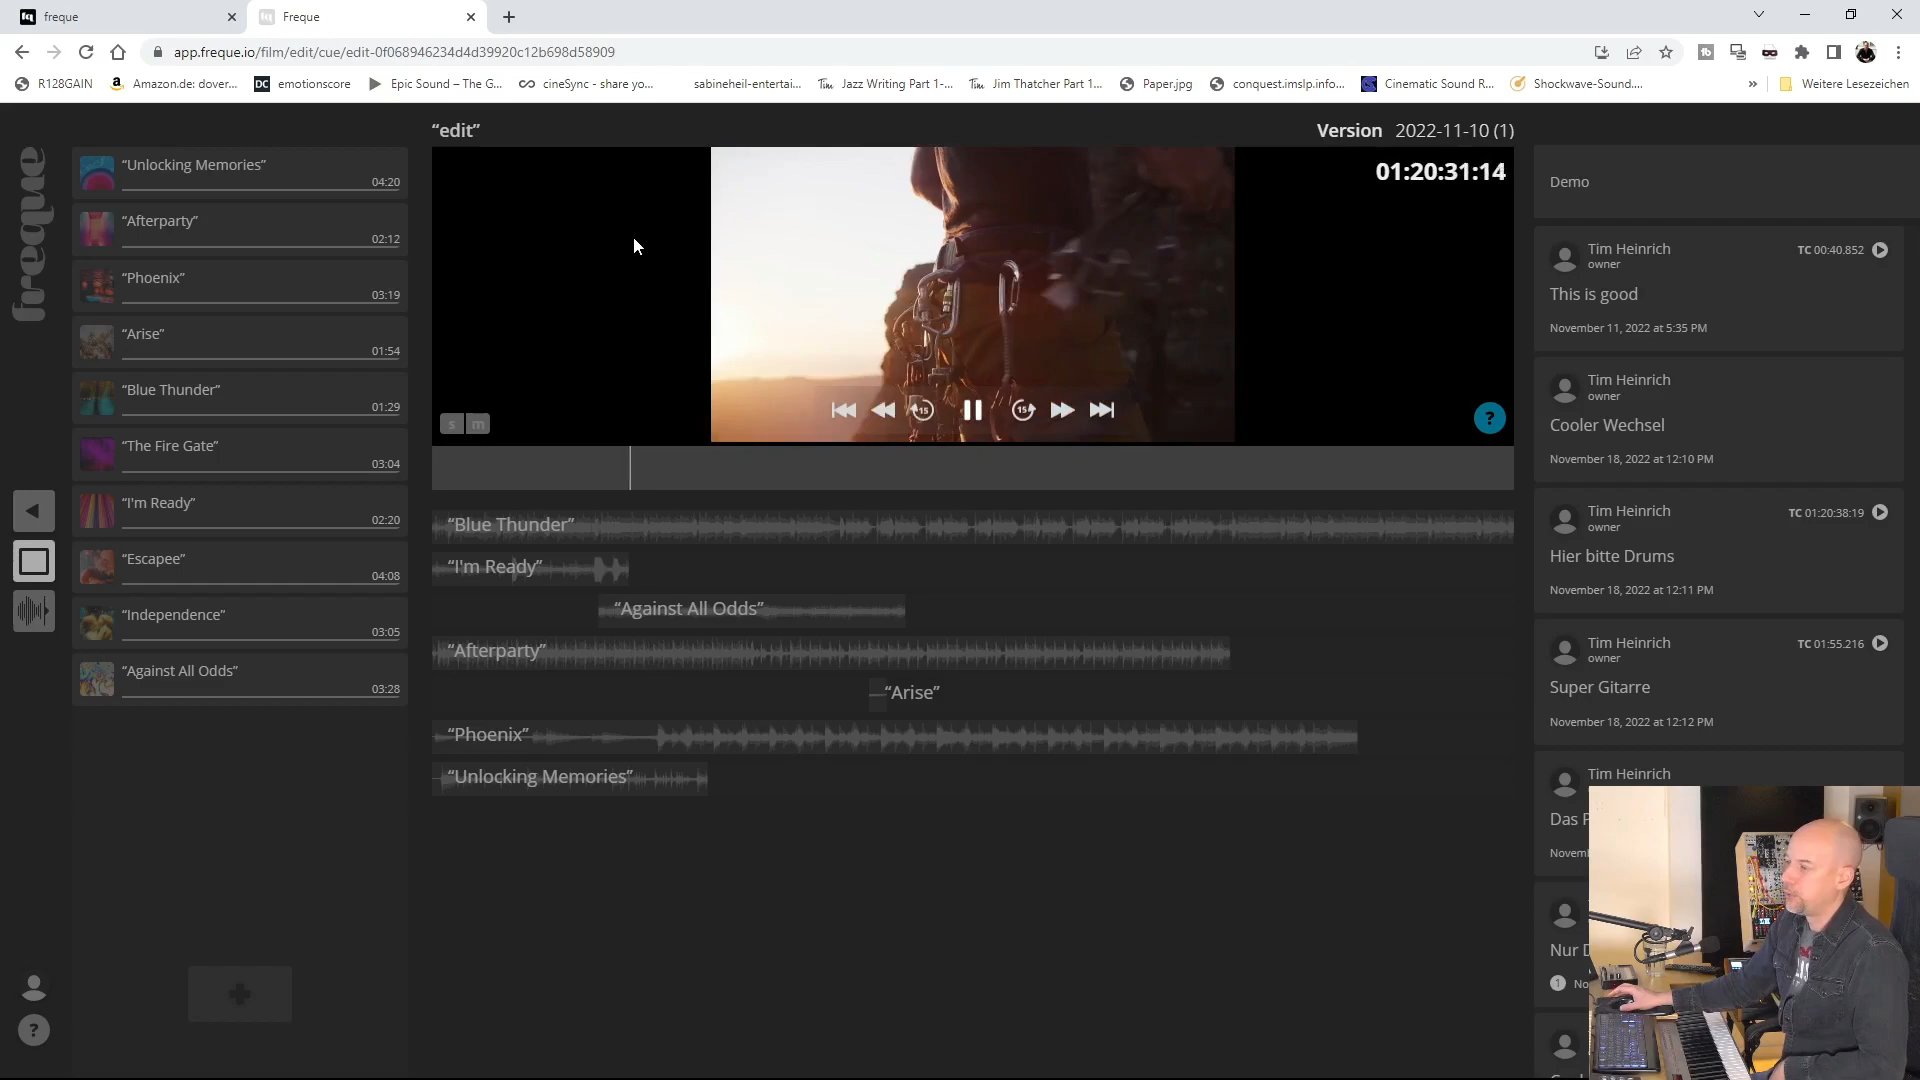 freque
Freque
app.freque.io/film/edit/cue/edit-0f068946234d4d39920c12b698d58909
R128GAIN
Amazon.de: dover...
DC
emotionscore
Epic Sound – The G...
cineSync - share yo...
sabineheil-entertai...
Tim
Jazz Writing Part 1-...
Tim
Jim Thatcher Part 1...
Paper.jpg
conquest.imslp.info...
Cinematic Sound R...
Shockwave-Sound....
»
Weitere Lesezeichen
freque
“Unlocking Memories”
04:20
“Afterparty”
02:12
“Phoenix”
03:19
“Arise”
01:54
“Blue Thunder”
01:29
“The Fire Gate”
03:04
“I'm Ready”
02:20
“Escapee”
04:08
“Independence”
03:05
“Against All Odds”
03:28
?
“edit”
Version 2022-11-10 (1)
01:20:31:14
s m
15
15
?
“Blue Thunder”
“I'm Ready”
“Against All Odds”
“Afterparty”
“Arise”
“Phoenix”
“Unlocking Memories”
Demo
Tim Heinrich
owner
TC 00:40.852
This is good
November 11, 2022 at 5:35 PM
Tim Heinrich
owner
Cooler Wechsel
November 18, 2022 at 12:10 PM
Tim Heinrich
owner
TC 01:20:38:19
Hier bitte Drums
November 18, 2022 at 12:11 PM
Tim Heinrich
owner
TC 01:55.216
Super Gitarre
November 18, 2022 at 12:12 PM
Tim Heinrich
Das
Nur
1